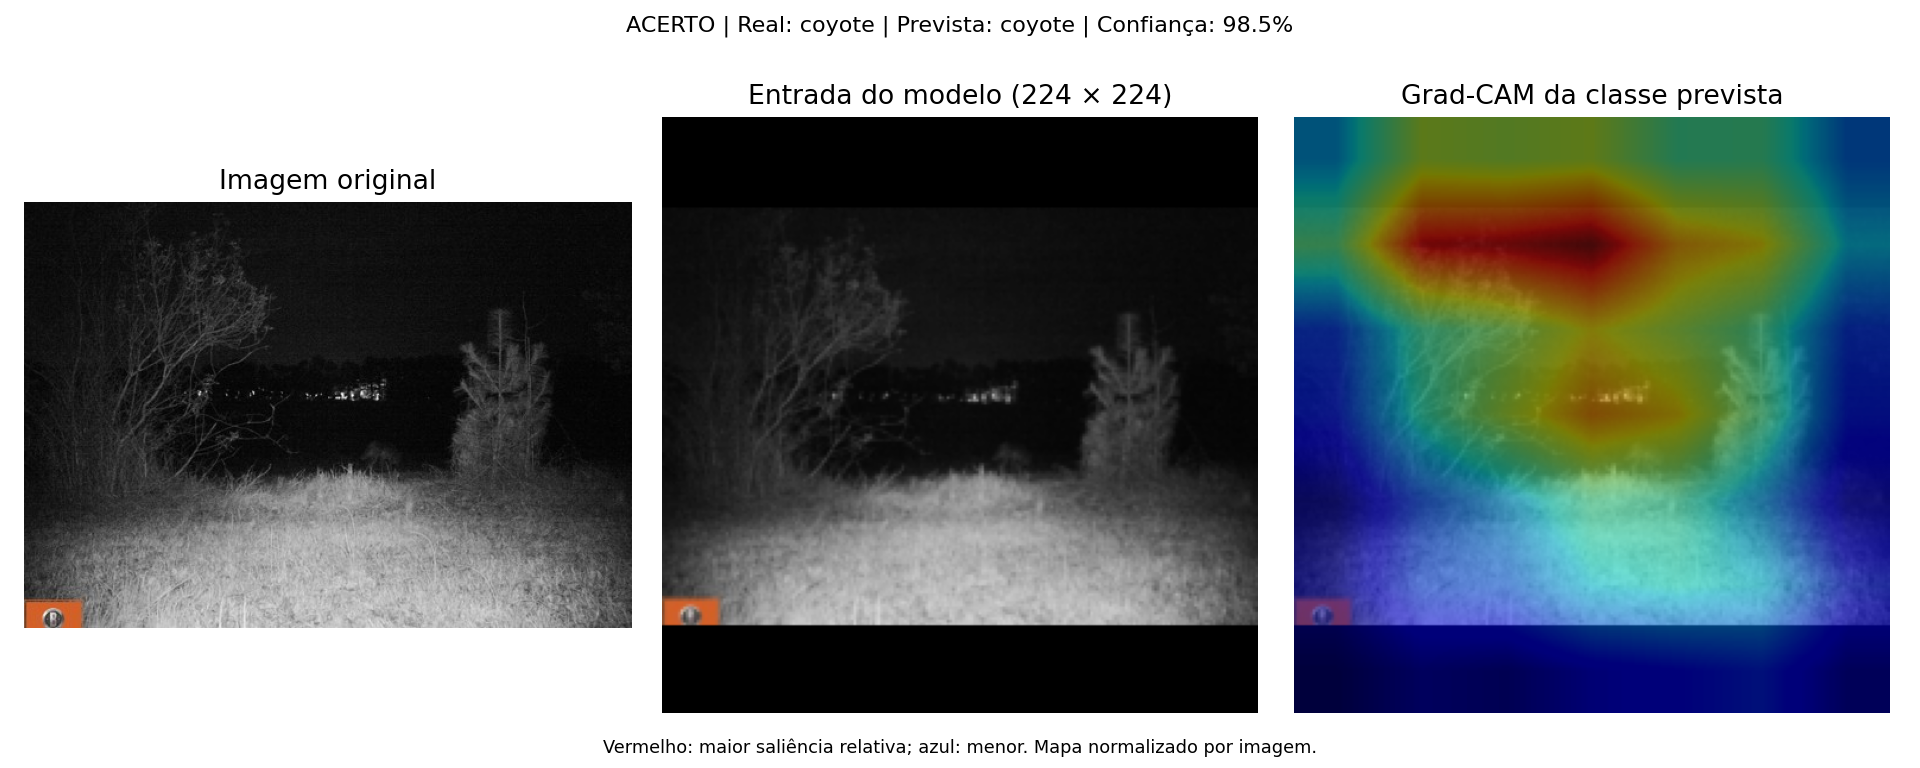 ACERTO | Real: coyote | Prevista: coyote | Confiança: 98.5%
Imagem original
Entrada do modelo (224 × 224)
Grad-CAM da classe prevista
Vermelho: maior saliência relativa; azul: menor. Mapa normalizado por imagem.